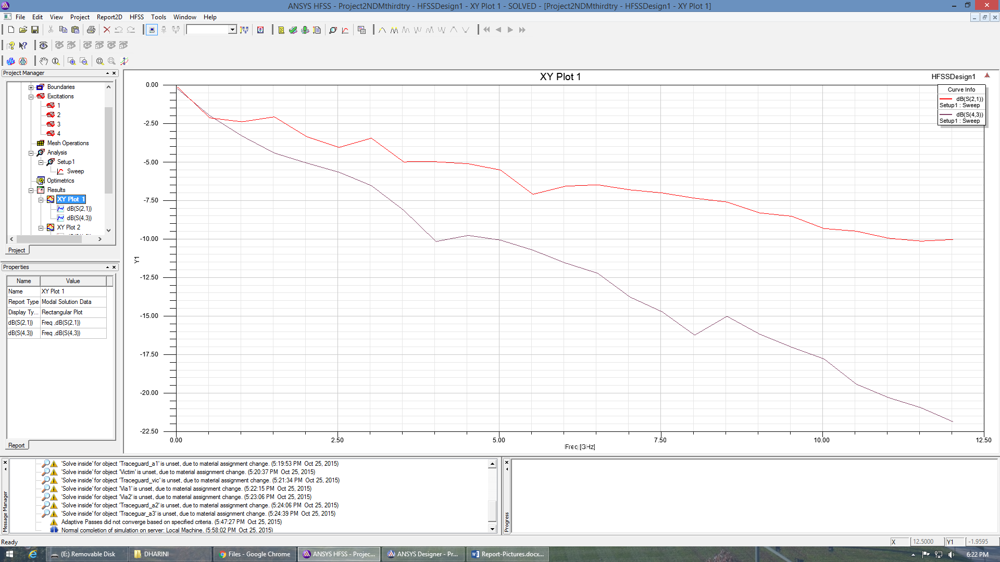 ANSYS HFSS - Project2NDMthirdtry - HFSSDesign1 - XY Plot 1 - SOLVED - [Project2NDMthirdtry - HFSSDesign1 - XY Plot 1]
File Edit View Project Report2D HFSS Tools Window Help
Project Manager
Boundaries
Excitations
1
2
3
4
Mesh Operations
Analysis
Setup1
Sweep
Optimetrics
Results
XY Plot 1
dB(S(2,1))
dB(S(4,3))
XY Plot 2
Project
Properties
Name Value
Name XY Plot 1
Report Type Modal Solution Data
Display Ty... Rectangular Plot
dB(S(2,1)) Freq ,dB(S(2,1))
dB(S(4,3)) Freq ,dB(S(4,3))
Report
XY Plot 1
HFSSDesign1
Curve Info
dB(S(2,1))
Setup1 : Sweep
dB(S(4,3))
Setup1 : Sweep
0.00
-2.50
-5.00
-7.50
-10.00
-12.50
-15.00
-17.50
-20.00
-22.50
Y1
0.00 2.50 5.00 7.50 10.00 12.50
Freq [GHz]
Message Manager
'Solve inside' for object 'Traceguard_a1' is unset, due to material assignment change. (5:19:53 PM Oct 25, 2015)
'Solve inside' for object 'Victim' is unset, due to material assignment change. (5:20:37 PM Oct 25, 2015)
'Solve inside' for object 'Traceguard_vic' is unset, due to material assignment change. (5:21:34 PM Oct 25, 2015)
'Solve inside' for object 'Via1' is unset, due to material assignment change. (5:22:15 PM Oct 25, 2015)
'Solve inside' for object 'Via2' is unset, due to material assignment change. (5:23:06 PM Oct 25, 2015)
'Solve inside' for object 'Traceguard_a2' is unset, due to material assignment change. (5:24:06 PM Oct 25, 2015)
'Solve inside' for object 'Traceguar_a3' is unset, due to material assignment change. (5:24:39 PM Oct 25, 2015)
Adaptive Passes did not converge based on specified criteria. (5:47:27 PM Oct 25, 2015)
Normal completion of simulation on server: Local Machine. (5:58:02 PM Oct 25, 2015)
Progress
Ready
X 12.5000 Y1 -1.9595
(E:) Removable Disk
DHARINI
Files - Google Chrome
ANSYS HFSS - Projec...
ANSYS Designer - Pr...
Report-Pictures.docx...
6:22 PM